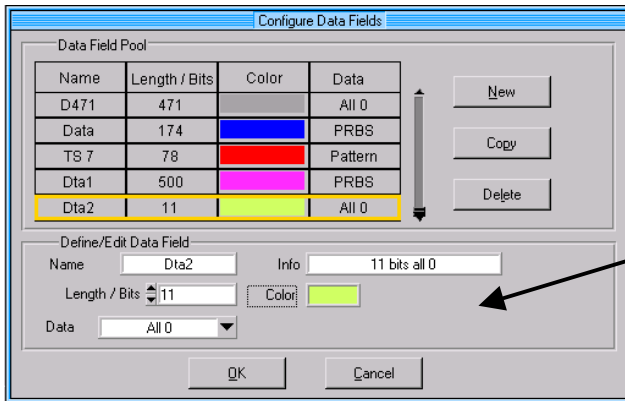 Configure Data Fields
Data Field Pool
Name Length / Bits Color Data
D471 471 All 0
Data 174 PRBS
TS 7 78 Pattern
Dta1 500 PRBS
Dta2 11 All 0
New
Copy
Delete
Define/Edit Data Field
Name Dta2 Info 11 bits all 0
Length / Bits 11 Color
Data All 0
OK Cancel